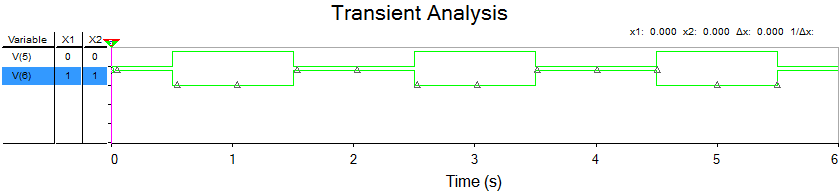 Transient Analysis
x1: 0.000 x2: 0.000 Δx: 0.000 1/Δx:
Variable X1 X2
V(5) 0 0
V(6) 1 1
0 1 2 3 4 5 6
Time (s)